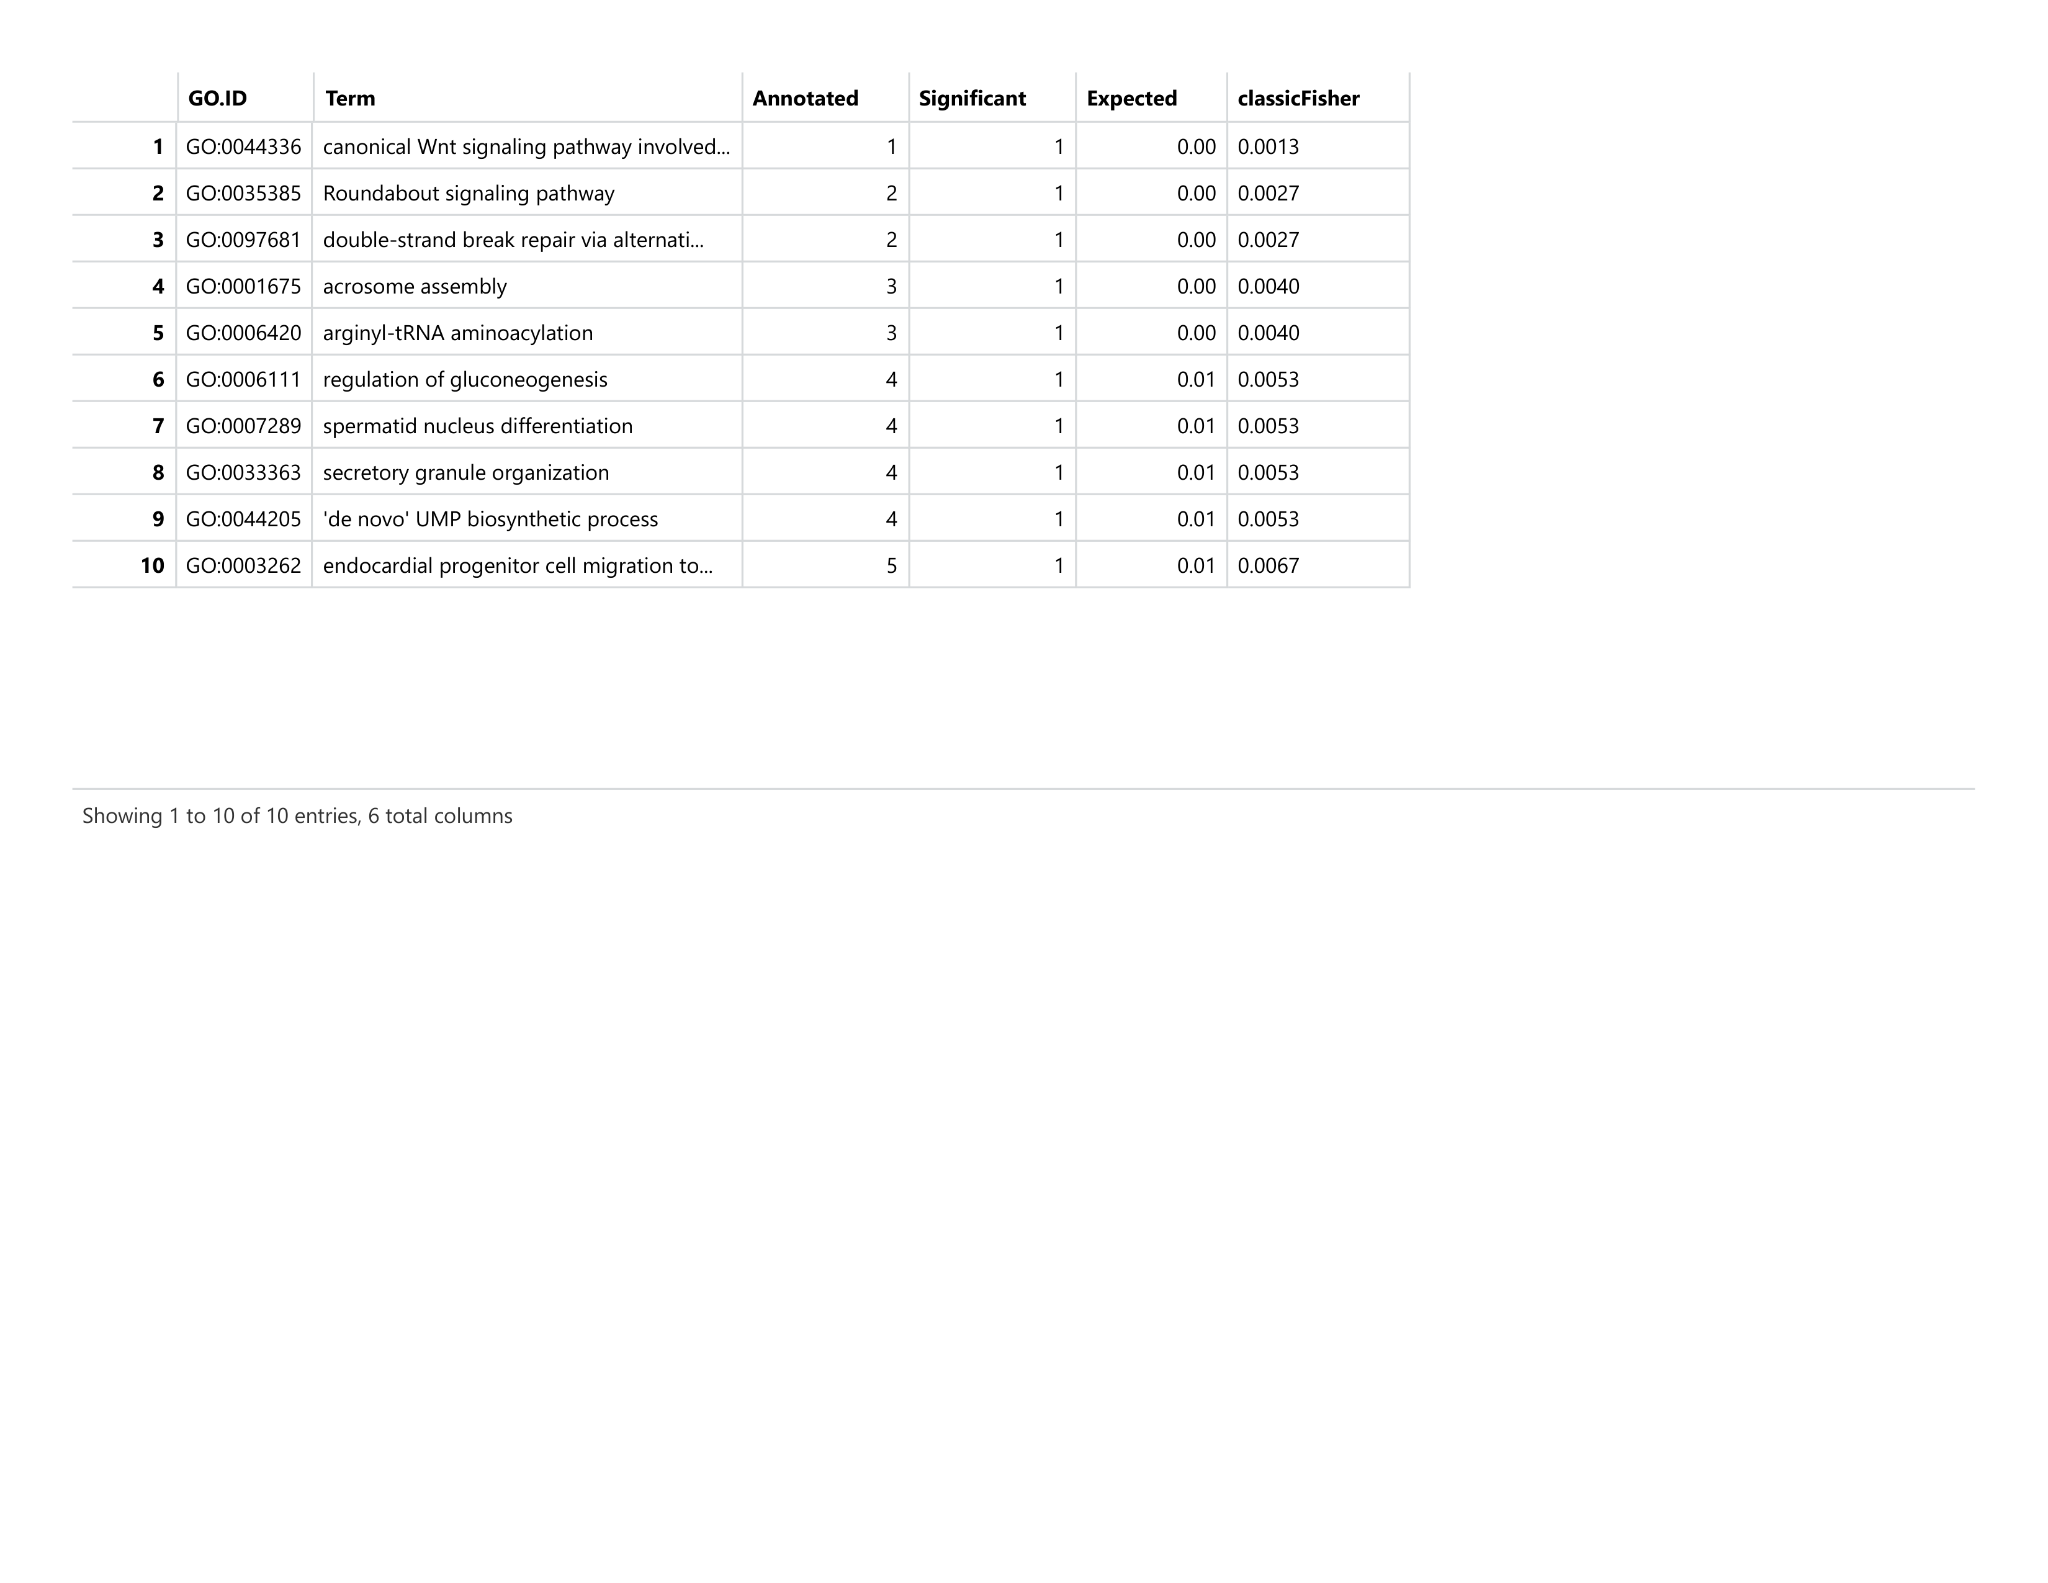 GO.ID Term Annotated Significant Expected classicFisher
1 GO:0044336 canonical Wnt signaling pathway involved... 1 1 0.00 0.0013
2 GO:0035385 Roundabout signaling pathway 2 1 0.00 0.0027
3 GO:0097681 double-strand break repair via alternati... 2 1 0.00 0.0027
4 GO:0001675 acrosome assembly 3 1 0.00 0.0040
5 GO:0006420 arginyl-tRNA aminoacylation 3 1 0.00 0.0040
6 GO:0006111 regulation of gluconeogenesis 4 1 0.01 0.0053
7 GO:0007289 spermatid nucleus differentiation 4 1 0.01 0.0053
8 GO:0033363 secretory granule organization 4 1 0.01 0.0053
9 GO:0044205 'de novo' UMP biosynthetic process 4 1 0.01 0.0053
10 GO:0003262 endocardial progenitor cell migration to... 5 1 0.01 0.0067
Showing 1 to 10 of 10 entries, 6 total columns